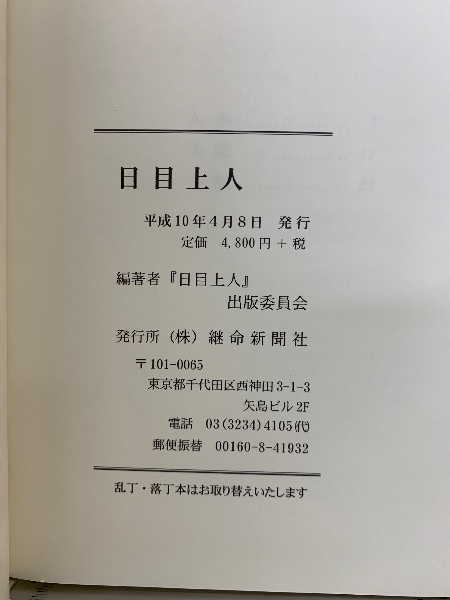 日目上人
平成10年4月8日 発行
定価 4,800円+税
編著者『日目上人』
出版委員会
発行所(株)継命新聞社
〒101-0065
東京都千代田区西神田3-1-3
矢島ビル2F
電話 03(3234)4105(代)
郵便振替 00160-8-41932
乱丁・落丁本はお取り替えいたします